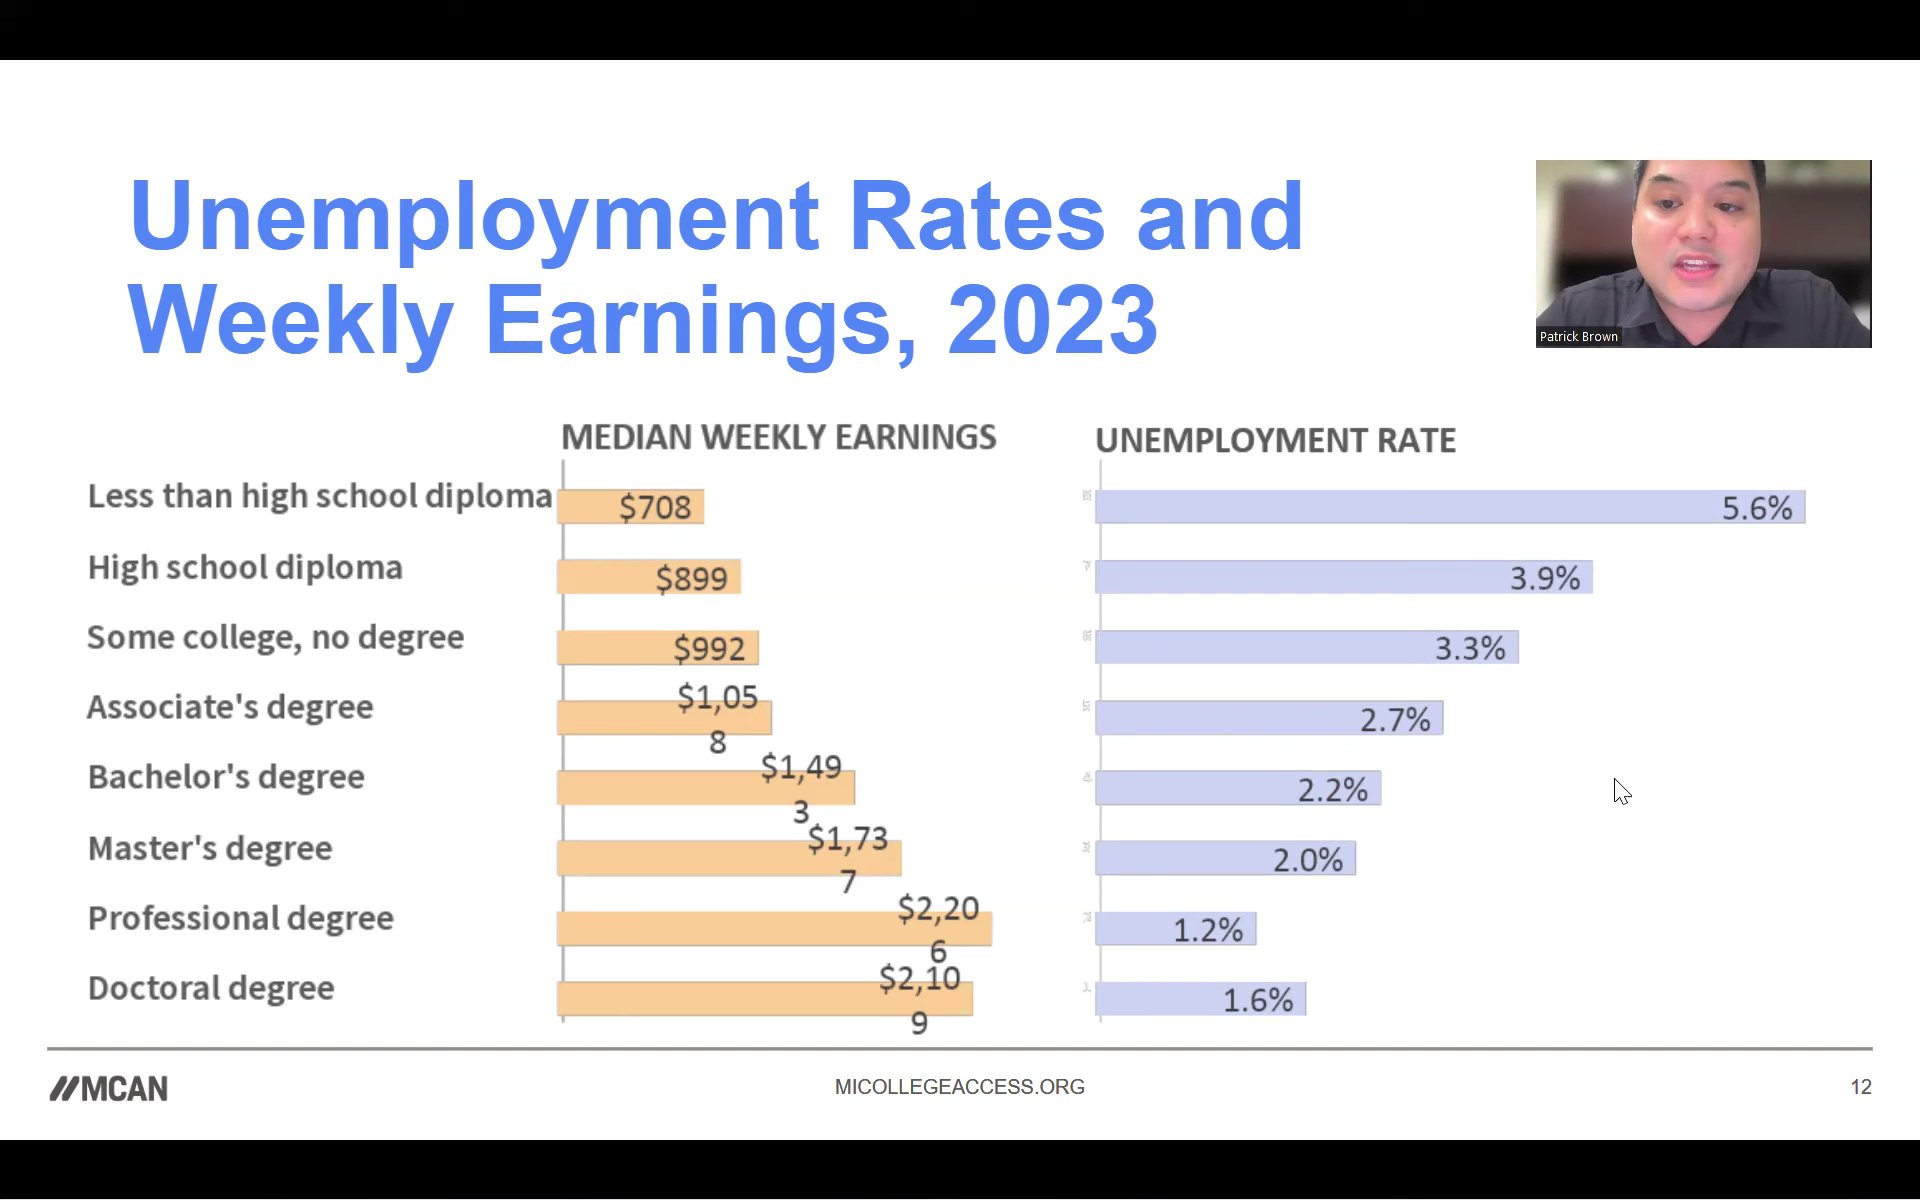 Unemployment Rates and
Weekly Earnings, 2023
Patrick Brown
MEDIAN WEEKLY EARNINGS
UNEMPLOYMENT RATE
Less than high school diploma
$708
5.6%
High school diploma
$899
3.9%
Some college, no degree
$992
3.3%
Associate's degree
$1,05
8
2.7%
Bachelor's degree
$1,49
3
2.2%
Master's degree
$1,73
7
2.0%
Professional degree
$2,20
6
1.2%
Doctoral degree
$2,10
9
1.6%
MCAN
MICOLLEGEACCESS.ORG
12